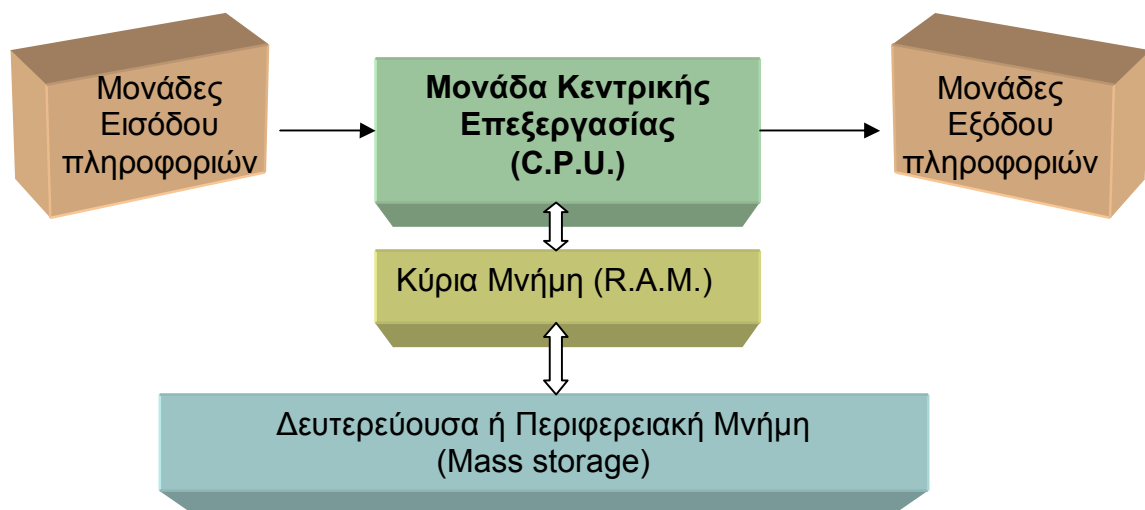 Μονάδες
Εισόδου
πληροφοριών
Μονάδα Κεντρικής
Επεξεργασίας
(C.P.U.)
Μονάδες
Εξόδου
πληροφοριών
Κύρια Μνήμη (R.A.M.)
Δευτερεύουσα ή Περιφερειακή Μνήμη
(Mass storage)